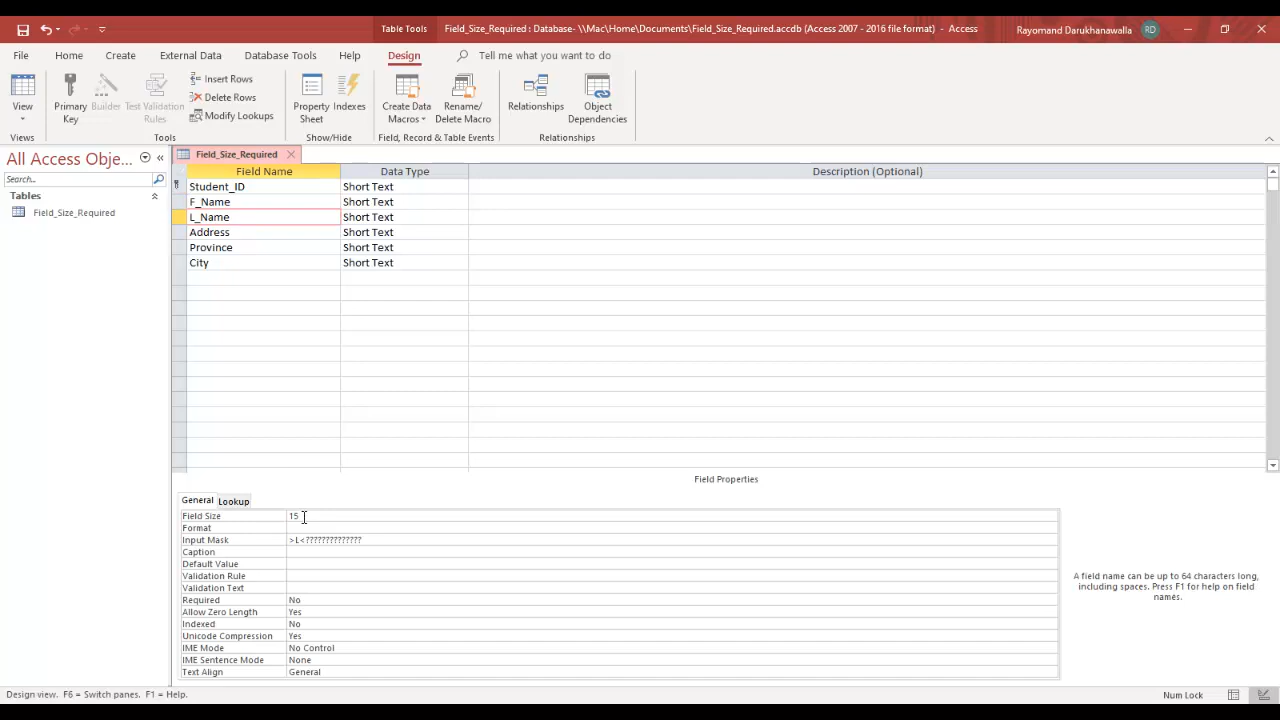 Table Tools
Field_Size_Required : Database- \\Mac\Home\Documents\Field_Size_Required.accdb (Access 2007 - 2016 file format) - Access
Rayomand Darukhanawalla
RD
File Home Create External Data Database Tools Help Design Tell me what you want to do
View
Views
Primary Key
Builder
Test Validation Rules
Insert Rows
Delete Rows
Modify Lookups
Tools
Property Sheet
Indexes
Show/Hide
Create Data Macros
Rename/ Delete Macro
Field, Record & Table Events
Relationships
Object Dependencies
Relationships
All Access Obje...
Search...
Tables
Field_Size_Required
Field_Size_Required
Field Name Data Type Description (Optional)
Student_ID Short Text
F_Name Short Text
L_Name Short Text
Address Short Text
Province Short Text
City Short Text
Field Properties
General Lookup
Field Size 15
Format
Input Mask >L<??????????????
Caption
Default Value
Validation Rule
Validation Text
Required No
Allow Zero Length Yes
Indexed No
Unicode Compression Yes
IME Mode No Control
IME Sentence Mode None
Text Align General
A field name can be up to 64 characters long,
including spaces. Press F1 for help on field
names.
Design view. F6 = Switch panes. F1 = Help.
Num Lock